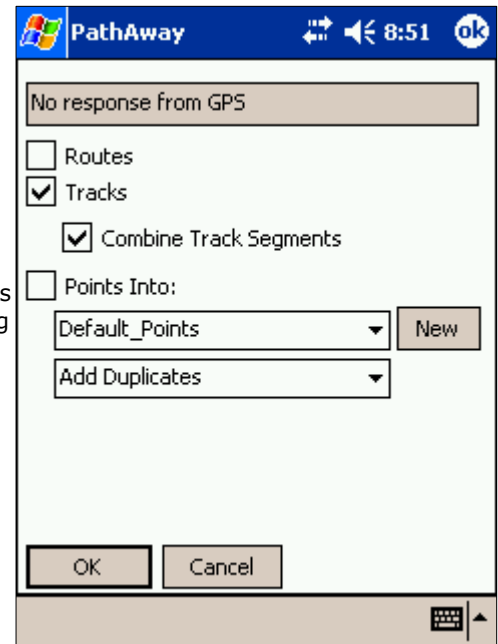 PathAway 8:51 ok
No response from GPS
Routes
Tracks
Combine Track Segments
Points Into:
Default_Points New
Add Duplicates
OK Cancel